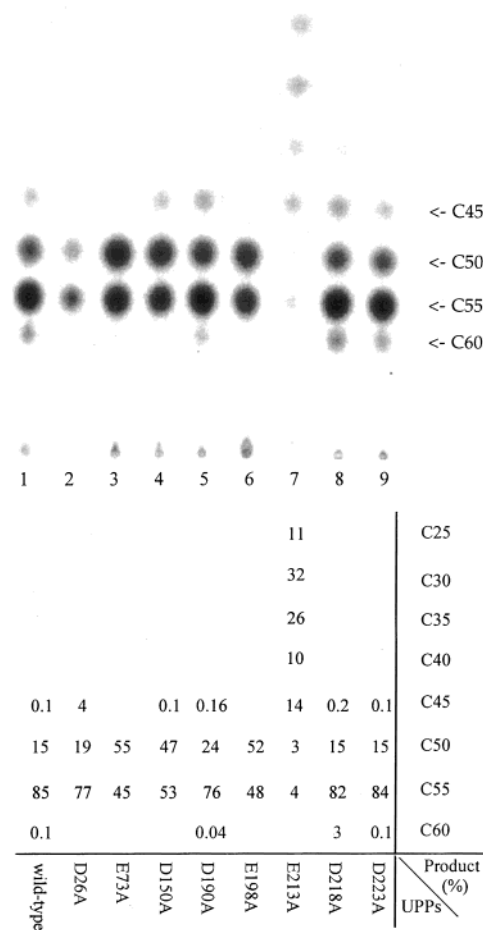 <- C45
<- C50
<- C55
<- C60
1 2 3 4 5 6 7 8 9
11 C25
32 C30
26 C35
10 C40
0.1 4 0.1 0.16 14 0.2 0.1 C45
15 19 55 47 24 52 3 15 15 C50
85 77 45 53 76 48 4 82 84 C55
0.1 0.04 3 0.1 C60
wild-type D26A E73A D150A D190A E198A E213A D218A D223A Product
(%)
UPPs